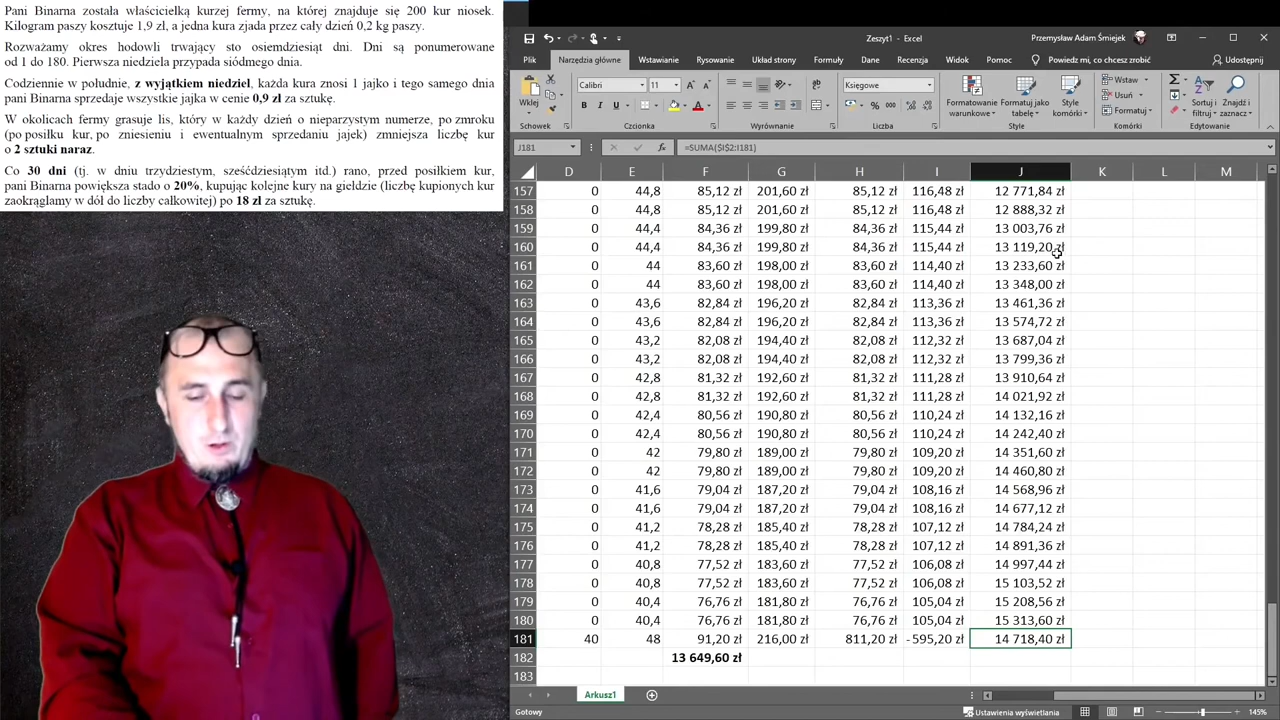 Pani Binarna została właścicielką kurzej fermy, na której znajduje się 200 kur niosek.
Kilogram paszy kosztuje 1,9 zł, a jedna kura zjada przez cały dzień 0,2 kg paszy.
Rozważamy okres hodowli trwający sto osiemdziesiąt dni. Dni są ponumerowane
od 1 do 180. Pierwsza niedziela przypada siódmego dnia.
Codziennie w południe, z wyjątkiem niedziel, każda kura znosi 1 jajko i tego samego dnia
pani Binarna sprzedaje wszystkie jajka w cenie 0,9 zł za sztukę.
W okolicach fermy grasuje lis, który w każdy dzień o nieparzystym numerze, po zmroku
(po posiłku kur, po zniesieniu i ewentualnym sprzedaniu jajek) zmniejsza liczbę kur
o 2 sztuki naraz.
Co 30 dni (tj. w dniu trzydziestym, sześćdziesiątym itd.) rano, przed posiłkiem kur,
pani Binarna powiększa stado o 20%, kupując kolejne kury na giełdzie (liczbę kupionych kur
zaokrąglamy w dół do liczby całkowitej) po 18 zł za sztukę.
Zeszyt1 - Excel
Przemysław Adam Śmiejek
Plik Narzędzia główne Wstawianie Rysowanie Układ strony Formuły Dane Recenzja Widok Pomoc Powiedz mi, co chcesz zrobić Udostępnij
Wklej
Calibri 11
Księgowe
Formatowanie warunkowe
Formatuj jako tabelę
Style komórki
Wstaw
Usuń
Formatuj
Sortuj i filtruj
Znajdź i zaznacz
Schowek Czcionka Wyrównanie Liczba Style Komórki Edytowanie
J181 fx =SUMA($I$2:I181)
D E F G H I J K L M
157 0 44,8 85,12 zł 201,60 zł 85,12 zł 116,48 zł 12 771,84 zł
158 0 44,8 85,12 zł 201,60 zł 85,12 zł 116,48 zł 12 888,32 zł
159 0 44,4 84,36 zł 199,80 zł 84,36 zł 115,44 zł 13 003,76 zł
160 0 44,4 84,36 zł 199,80 zł 84,36 zł 115,44 zł 13 119,20 zł
161 0 44 83,60 zł 198,00 zł 83,60 zł 114,40 zł 13 233,60 zł
162 0 44 83,60 zł 198,00 zł 83,60 zł 114,40 zł 13 348,00 zł
163 0 43,6 82,84 zł 196,20 zł 82,84 zł 113,36 zł 13 461,36 zł
164 0 43,6 82,84 zł 196,20 zł 82,84 zł 113,36 zł 13 574,72 zł
165 0 43,2 82,08 zł 194,40 zł 82,08 zł 112,32 zł 13 687,04 zł
166 0 43,2 82,08 zł 194,40 zł 82,08 zł 112,32 zł 13 799,36 zł
167 0 42,8 81,32 zł 192,60 zł 81,32 zł 111,28 zł 13 910,64 zł
168 0 42,8 81,32 zł 192,60 zł 81,32 zł 111,28 zł 14 021,92 zł
169 0 42,4 80,56 zł 190,80 zł 80,56 zł 110,24 zł 14 132,16 zł
170 0 42,4 80,56 zł 190,80 zł 80,56 zł 110,24 zł 14 242,40 zł
171 0 42 79,80 zł 189,00 zł 79,80 zł 109,20 zł 14 351,60 zł
172 0 42 79,80 zł 189,00 zł 79,80 zł 109,20 zł 14 460,80 zł
173 0 41,6 79,04 zł 187,20 zł 79,04 zł 108,16 zł 14 568,96 zł
174 0 41,6 79,04 zł 187,20 zł 79,04 zł 108,16 zł 14 677,12 zł
175 0 41,2 78,28 zł 185,40 zł 78,28 zł 107,12 zł 14 784,24 zł
176 0 41,2 78,28 zł 185,40 zł 78,28 zł 107,12 zł 14 891,36 zł
177 0 40,8 77,52 zł 183,60 zł 77,52 zł 106,08 zł 14 997,44 zł
178 0 40,8 77,52 zł 183,60 zł 77,52 zł 106,08 zł 15 103,52 zł
179 0 40,4 76,76 zł 181,80 zł 76,76 zł 105,04 zł 15 208,56 zł
180 0 40,4 76,76 zł 181,80 zł 76,76 zł 105,04 zł 15 313,60 zł
181 40 48 91,20 zł 216,00 zł 811,20 zł -595,20 zł 14 718,40 zł
182 13 649,60 zł
183
Arkusz1
Gotowy Ustawienia wyświetlania 145%